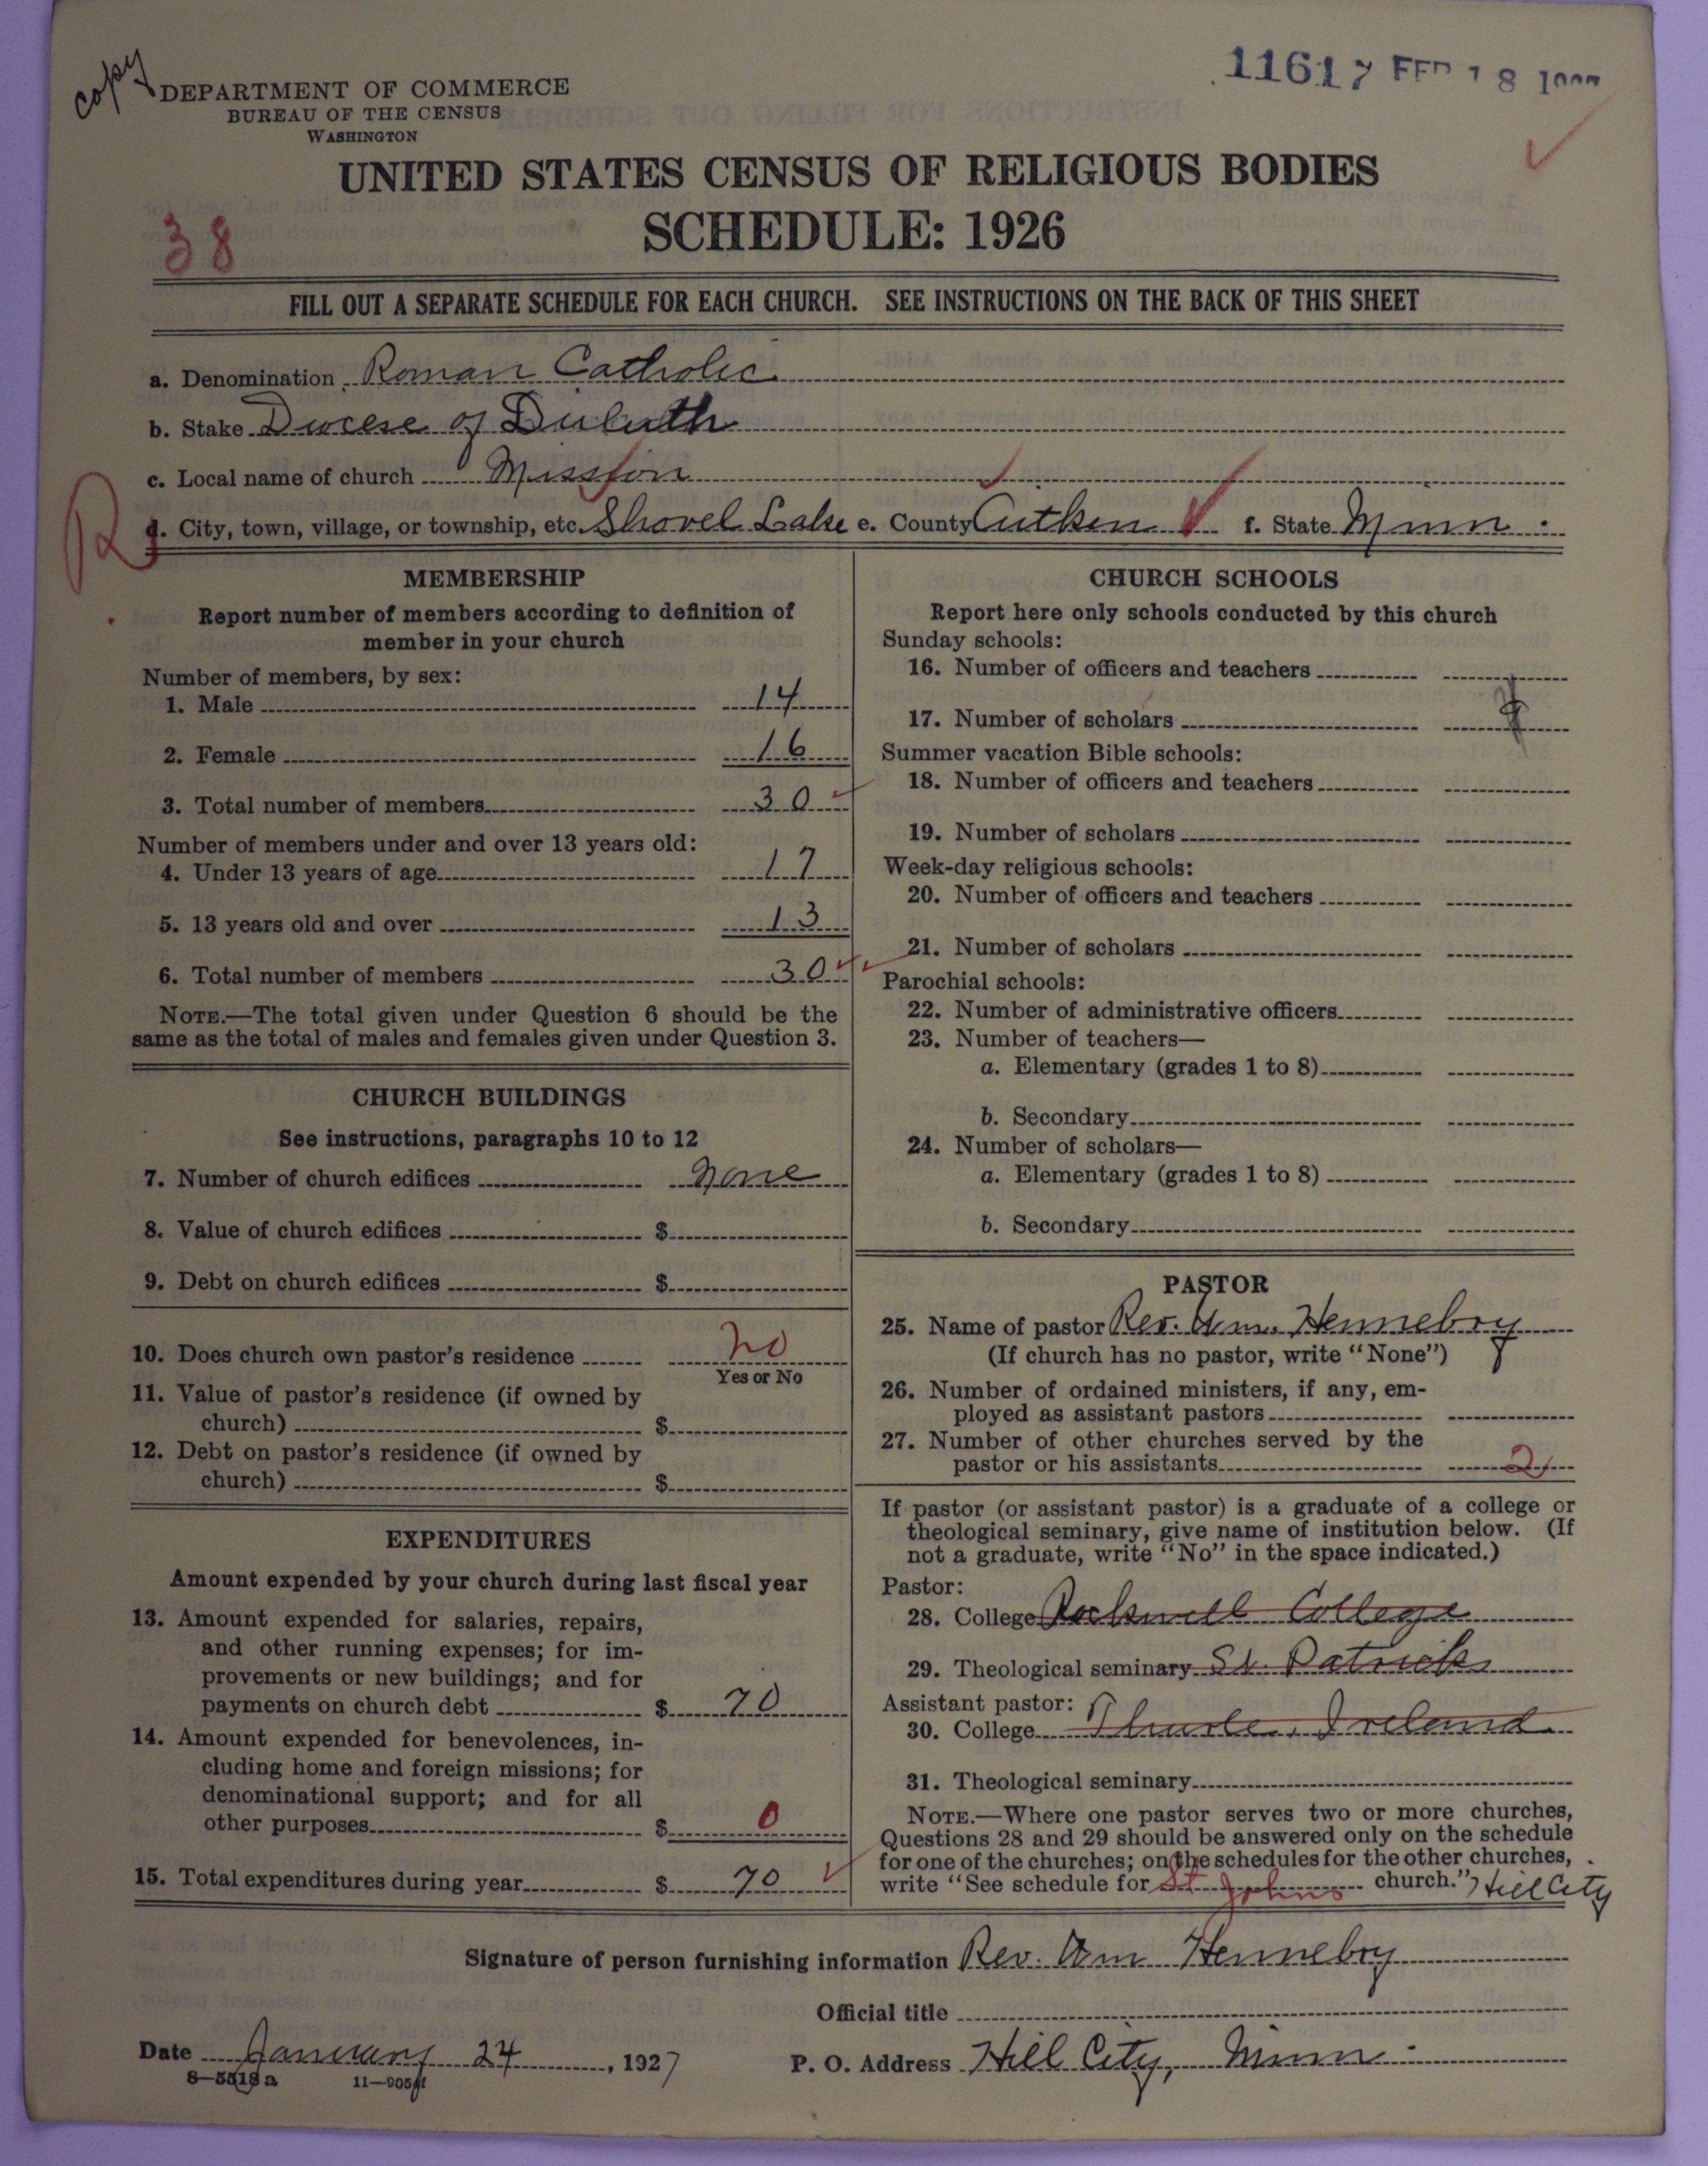 copy
11617 FEB 18
DEPARTMENT OF COMMERCE
BUREAU OF THE CENSUS
WASHINGTON
UNITED STATES CENSUS OF RELIGIOUS BODIES
38
SCHEDULE: 1926
FILL OUT A SEPARATE SCHEDULE FOR EACH CHURCH. SEE INSTRUCTIONS ON THE BACK OF THIS SHEET
a. Denomination Roman Catholic
b. Stake Diocese of Duluth
c. Local name of church Mission
R
d. City, town, village, or township, etc. Shovel Lake e. County Aitken f. State Minn.
MEMBERSHIP
Report number of members according to definition of
member in your church
Number of members, by sex:
1. Male 14
2. Female 16
3. Total number of members 30
Number of members under and over 13 years old:
4. Under 13 years of age 17
5. 13 years old and over 13
6. Total number of members 30
NOTE.—The total given under Question 6 should be the
same as the total of males and females given under Question 3.
CHURCH BUILDINGS
See instructions, paragraphs 10 to 12
7. Number of church edifices None
8. Value of church edifices $
9. Debt on church edifices $
10. Does church own pastor's residence no
Yes or No
11. Value of pastor's residence (if owned by
church) $
12. Debt on pastor's residence (if owned by
church) $
EXPENDITURES
Amount expended by your church during last fiscal year
13. Amount expended for salaries, repairs,
and other running expenses; for im-
provements or new buildings; and for
payments on church debt $ 70
14. Amount expended for benevolences, in-
cluding home and foreign missions; for
denominational support; and for all
other purposes $ 0
15. Total expenditures during year $ 70
CHURCH SCHOOLS
Report here only schools conducted by this church
Sunday schools:
16. Number of officers and teachers
17. Number of scholars
Summer vacation Bible schools:
18. Number of officers and teachers
19. Number of scholars
Week-day religious schools:
20. Number of officers and teachers
21. Number of scholars
Parochial schools:
22. Number of administrative officers
23. Number of teachers—
a. Elementary (grades 1 to 8)
b. Secondary
24. Number of scholars—
a. Elementary (grades 1 to 8)
b. Secondary
PASTOR
25. Name of pastor Rev. Wm. Hennebry
(If church has no pastor, write "None")
26. Number of ordained ministers, if any, em-
ployed as assistant pastors
27. Number of other churches served by the
pastor or his assistants 2
If pastor (or assistant pastor) is a graduate of a college or
theological seminary, give name of institution below. (If
not a graduate, write "No" in the space indicated.)
Pastor:
28. College Rockwell College
29. Theological seminary St. Patricks
Assistant pastor:
30. College Thurles, Ireland
31. Theological seminary
NOTE.—Where one pastor serves two or more churches,
Questions 28 and 29 should be answered only on the schedule
for one of the churches; on the schedules for the other churches,
write "See schedule for St. Johns church." Hill City
Signature of person furnishing information Rev. Wm Hennebry
Official title
Date January 24, 1927 P. O. Address Hill City, Minn.
8—5518a 11—9051